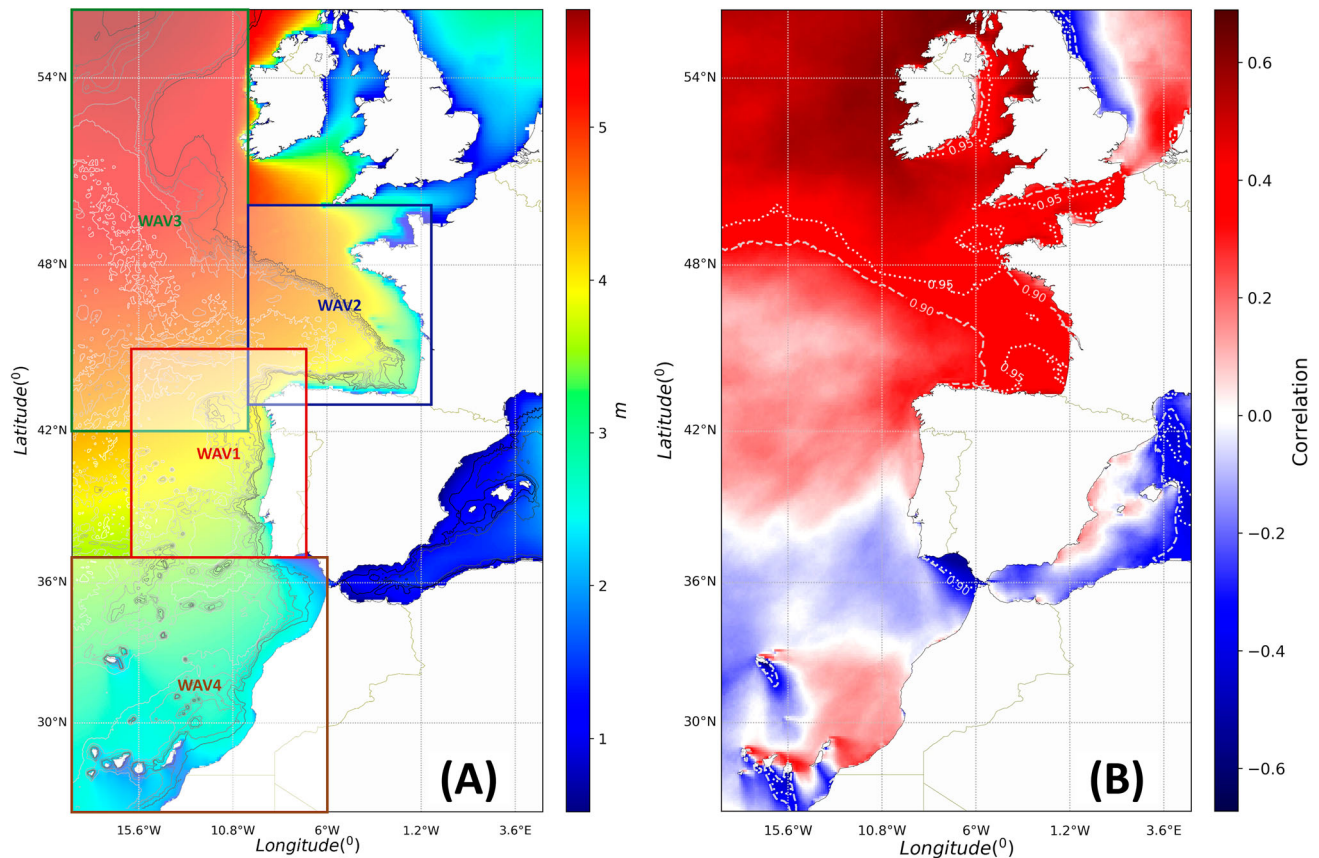 54°N
48°N
42°N
36°N
30°N
Latitude(⁰)
15.6°W
10.8°W
6°W
1.2°W
3.6°E
Longitude(⁰)
WAV3
WAV2
WAV1
WAV4
(A)
5
4
3
2
1
m
54°N
48°N
42°N
36°N
30°N
Latitude(⁰)
15.6°W
10.8°W
6°W
1.2°W
3.6°E
Longitude(⁰)
0.95
0.95
0.95
0.90
0.90
0.95
0.90
(B)
0.6
0.4
0.2
0.0
−0.2
−0.4
−0.6
Correlation